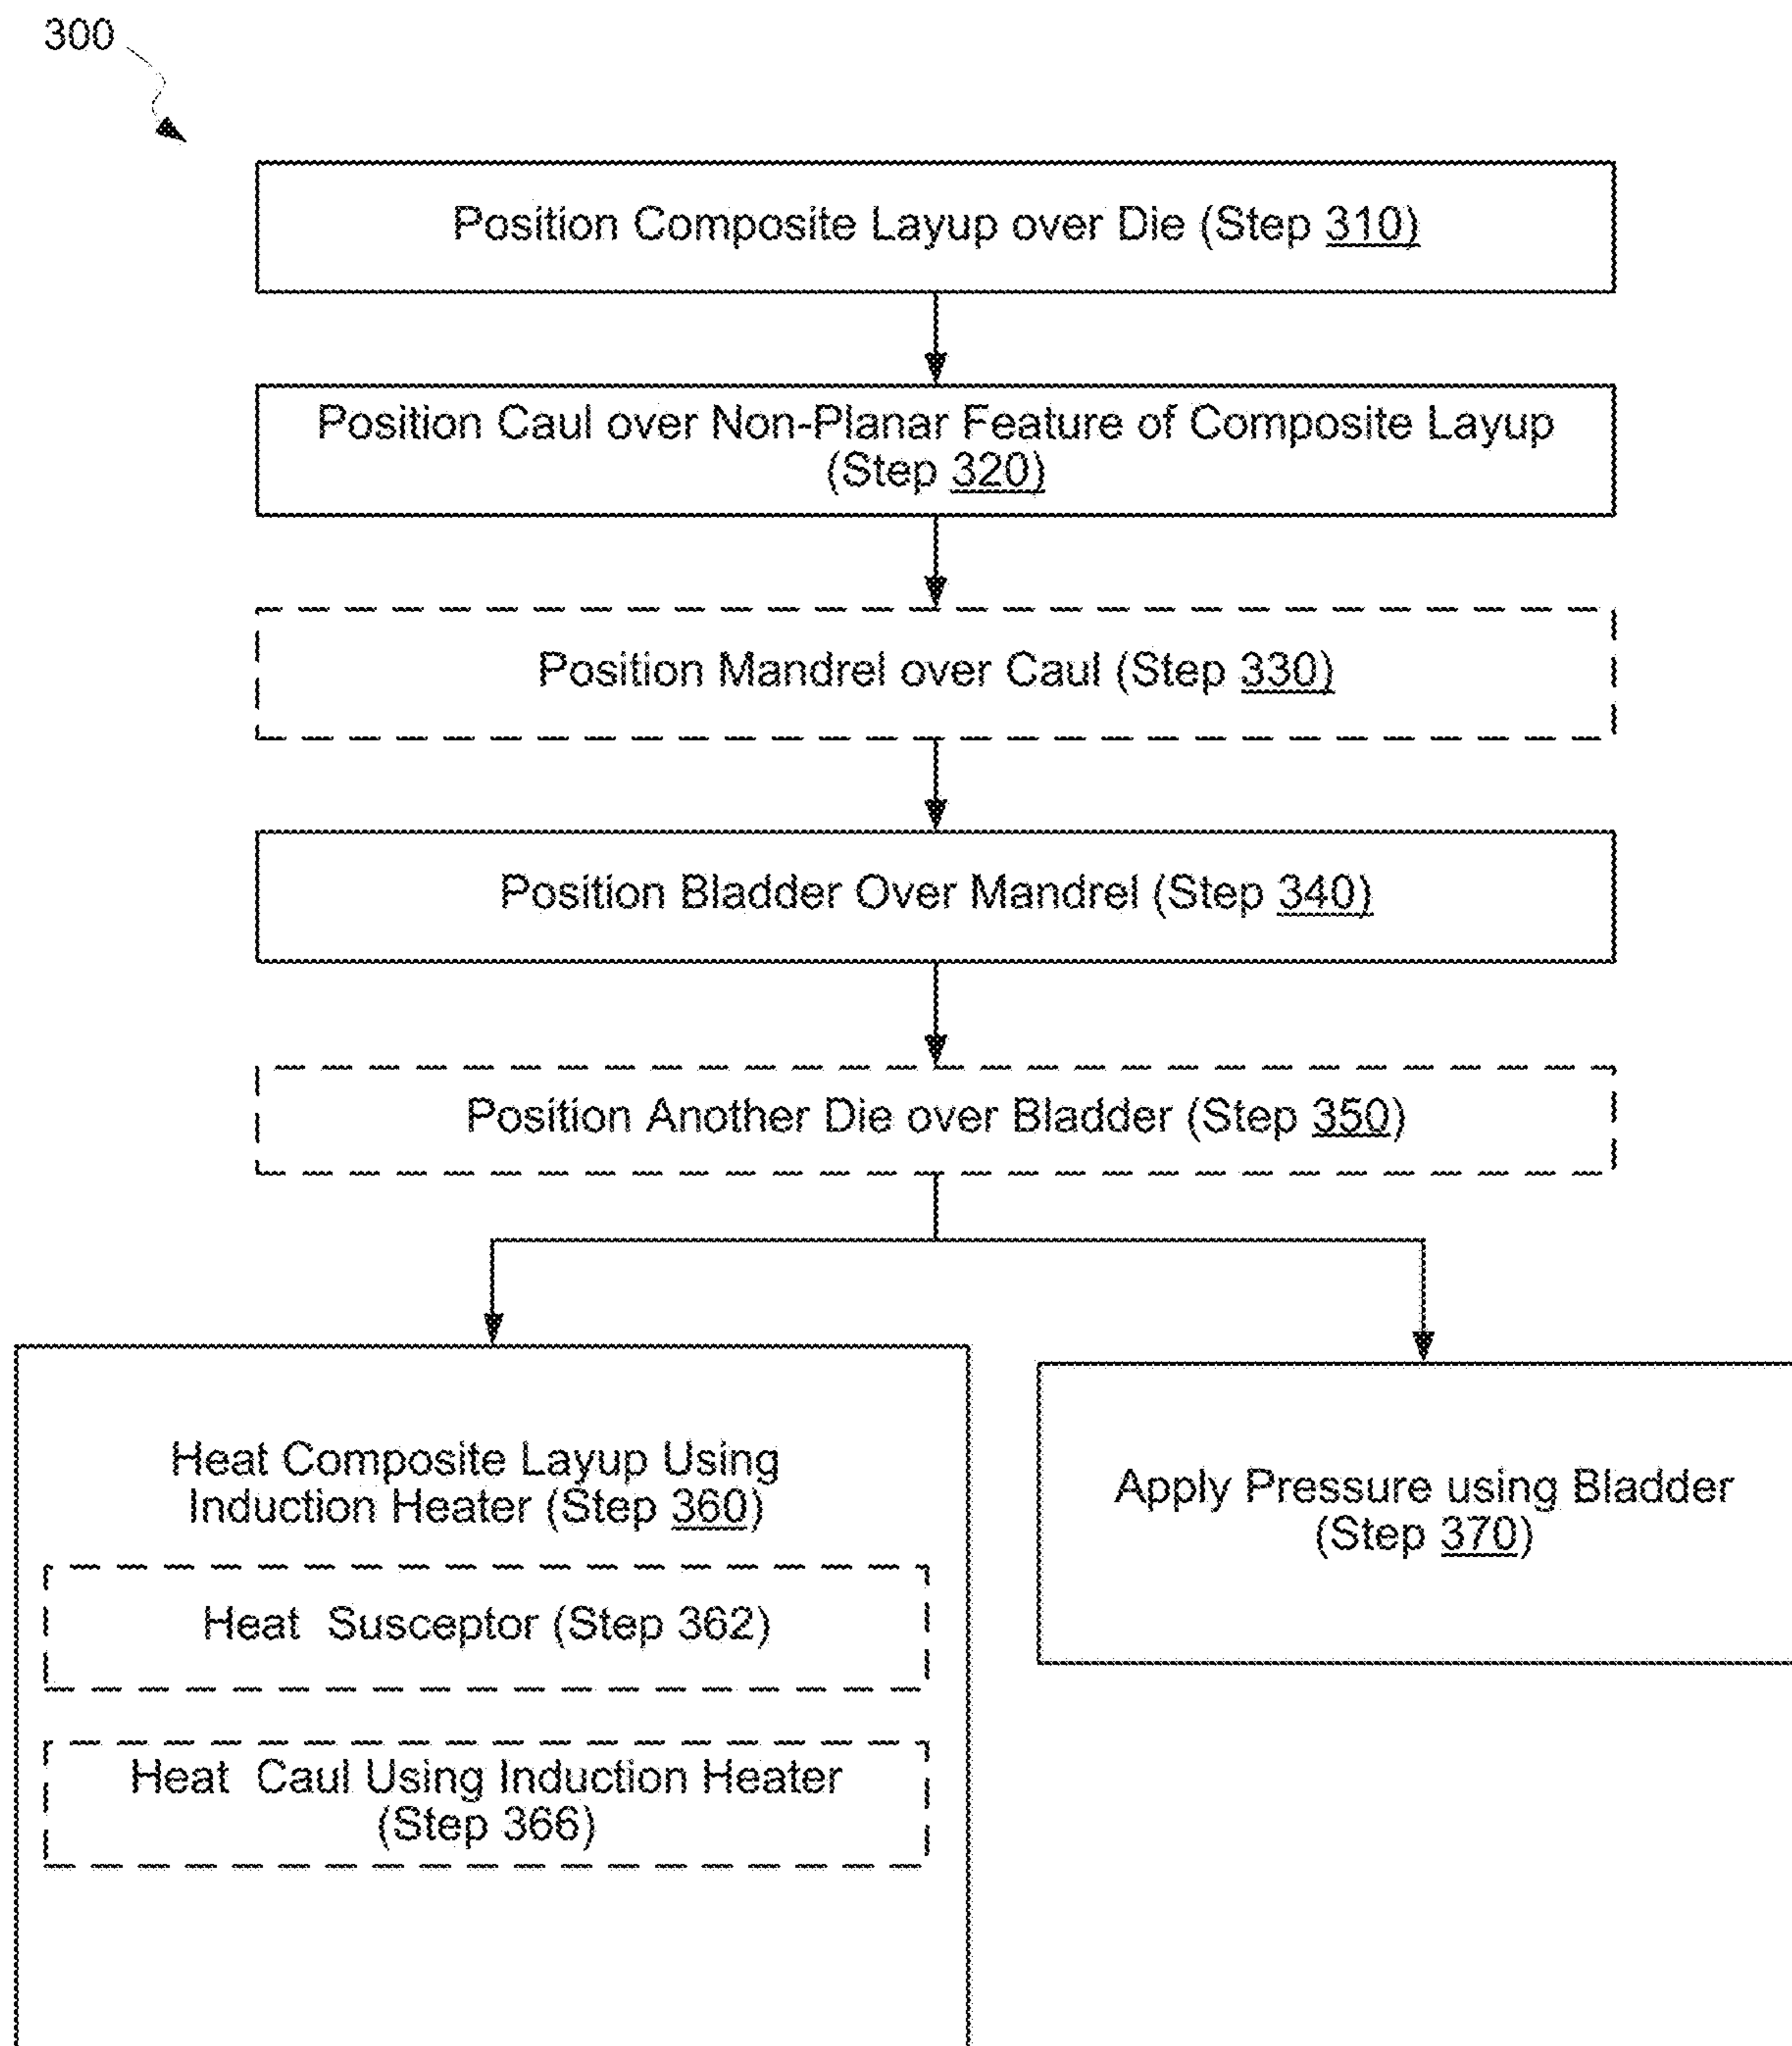 300
Position Composite Layup over Die (Step 310)
Position Caul over Non-Planar Feature of Composite Layup
(Step 320)
Position Mandrel over Caul (Step 330)
Position Bladder Over Mandrel (Step 340)
Position Another Die over Bladder (Step 350)
Heat Composite Layup Using
Induction Heater (Step 360)
Heat Susceptor (Step 362)
Heat Caul Using Induction Heater
(Step 366)
Apply Pressure using Bladder
(Step 370)